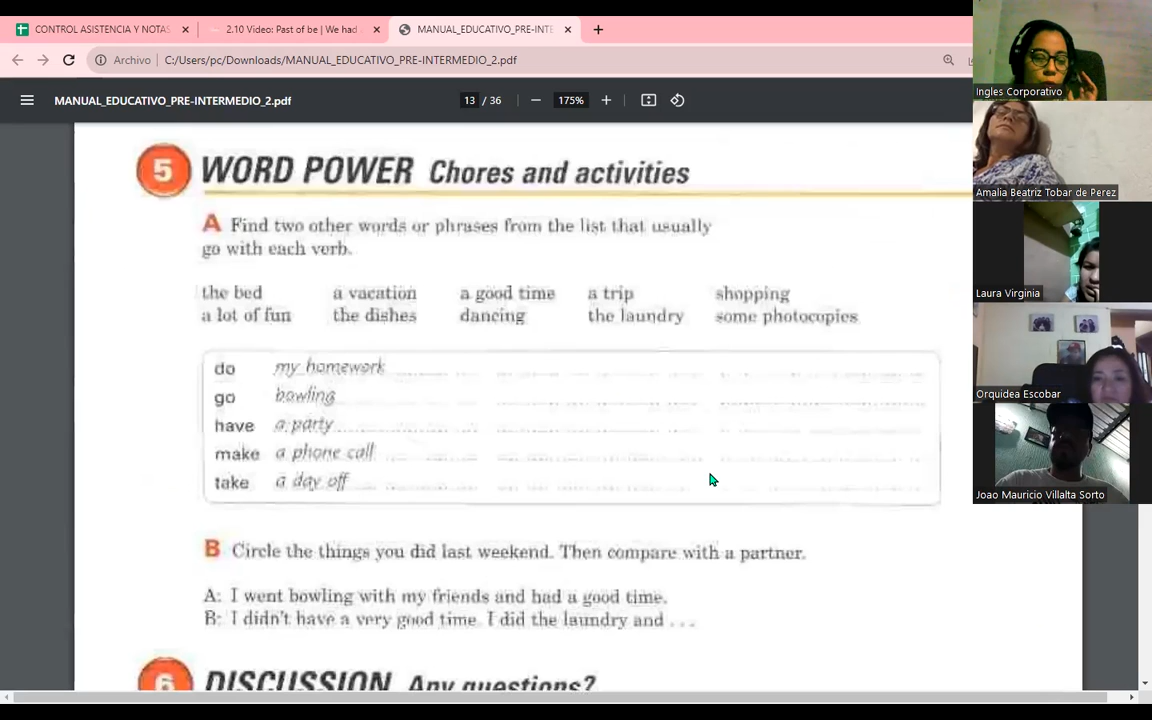 CONTROL ASISTENCIA Y NOTAS
2.10 Video: Past of be | We had
MANUAL_EDUCATIVO_PRE-INTE
Archivo
C:/Users/pc/Downloads/MANUAL_EDUCATIVO_PRE-INTERMEDIO_2.pdf
MANUAL_EDUCATIVO_PRE-INTERMEDIO_2.pdf
13 / 36
175%
5 WORD POWER Chores and activities
A Find two other words or phrases from the list that usually
go with each verb.
the bed a vacation a good time a trip shopping
a lot of fun the dishes dancing the laundry some photocopies
do my homework
go bowling
have a party
make a phone call
take a day off
B Circle the things you did last weekend. Then compare with a partner.
A: I went bowling with my friends and had a good time.
B: I didn't have a very good time. I did the laundry and . . .
6 DISCUSSION Any questions?
Ingles Corporativo
Amalia Beatriz Tobar de Perez
Laura Virginia
Orquidea Escobar
Joao Mauricio Villalta Sorto